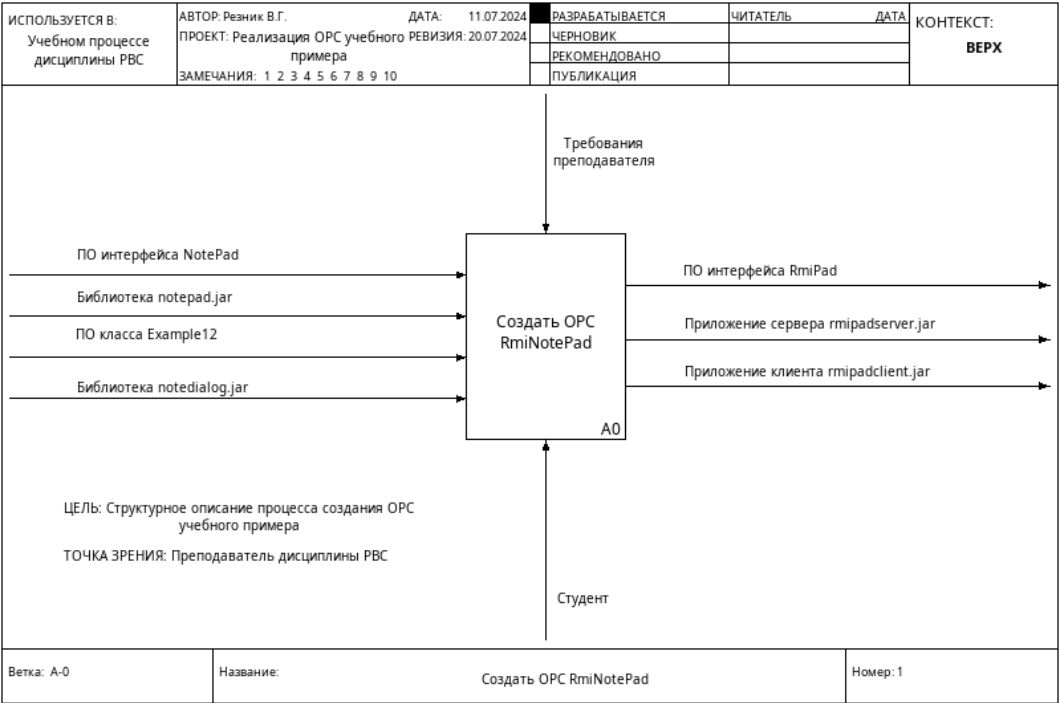 ИСПОЛЬЗУЕТСЯ В:
Учебном процессе
дисциплины РВС
АВТОР: Резник В.Г.
ДАТА: 11.07.2024
ПРОЕКТ: Реализация ОРС учебного
примера
РЕВИЗИЯ: 20.07.2024
ЗАМЕЧАНИЯ: 1 2 3 4 5 6 7 8 9 10
РАЗРАБАТЫВАЕТСЯ
ЧЕРНОВИК
РЕКОМЕНДОВАНО
ПУБЛИКАЦИЯ
ЧИТАТЕЛЬ
ДАТА
КОНТЕКСТ:
ВЕРХ
Требования
преподавателя
ПО интерфейса NotePad
Библиотека notepad.jar
ПО класса Example12
Библиотека notedialog.jar
Создать ОРС
RmiNotePad
A0
ПО интерфейса RmiPad
Приложение сервера rmipadserver.jar
Приложение клиента rmipadclient.jar
ЦЕЛЬ: Структурное описание процесса создания ОРС
учебного примера
ТОЧКА ЗРЕНИЯ: Преподаватель дисциплины РВС
Студент
Ветка: A-0
Название:
Создать ОРС RmiNotePad
Номер: 1